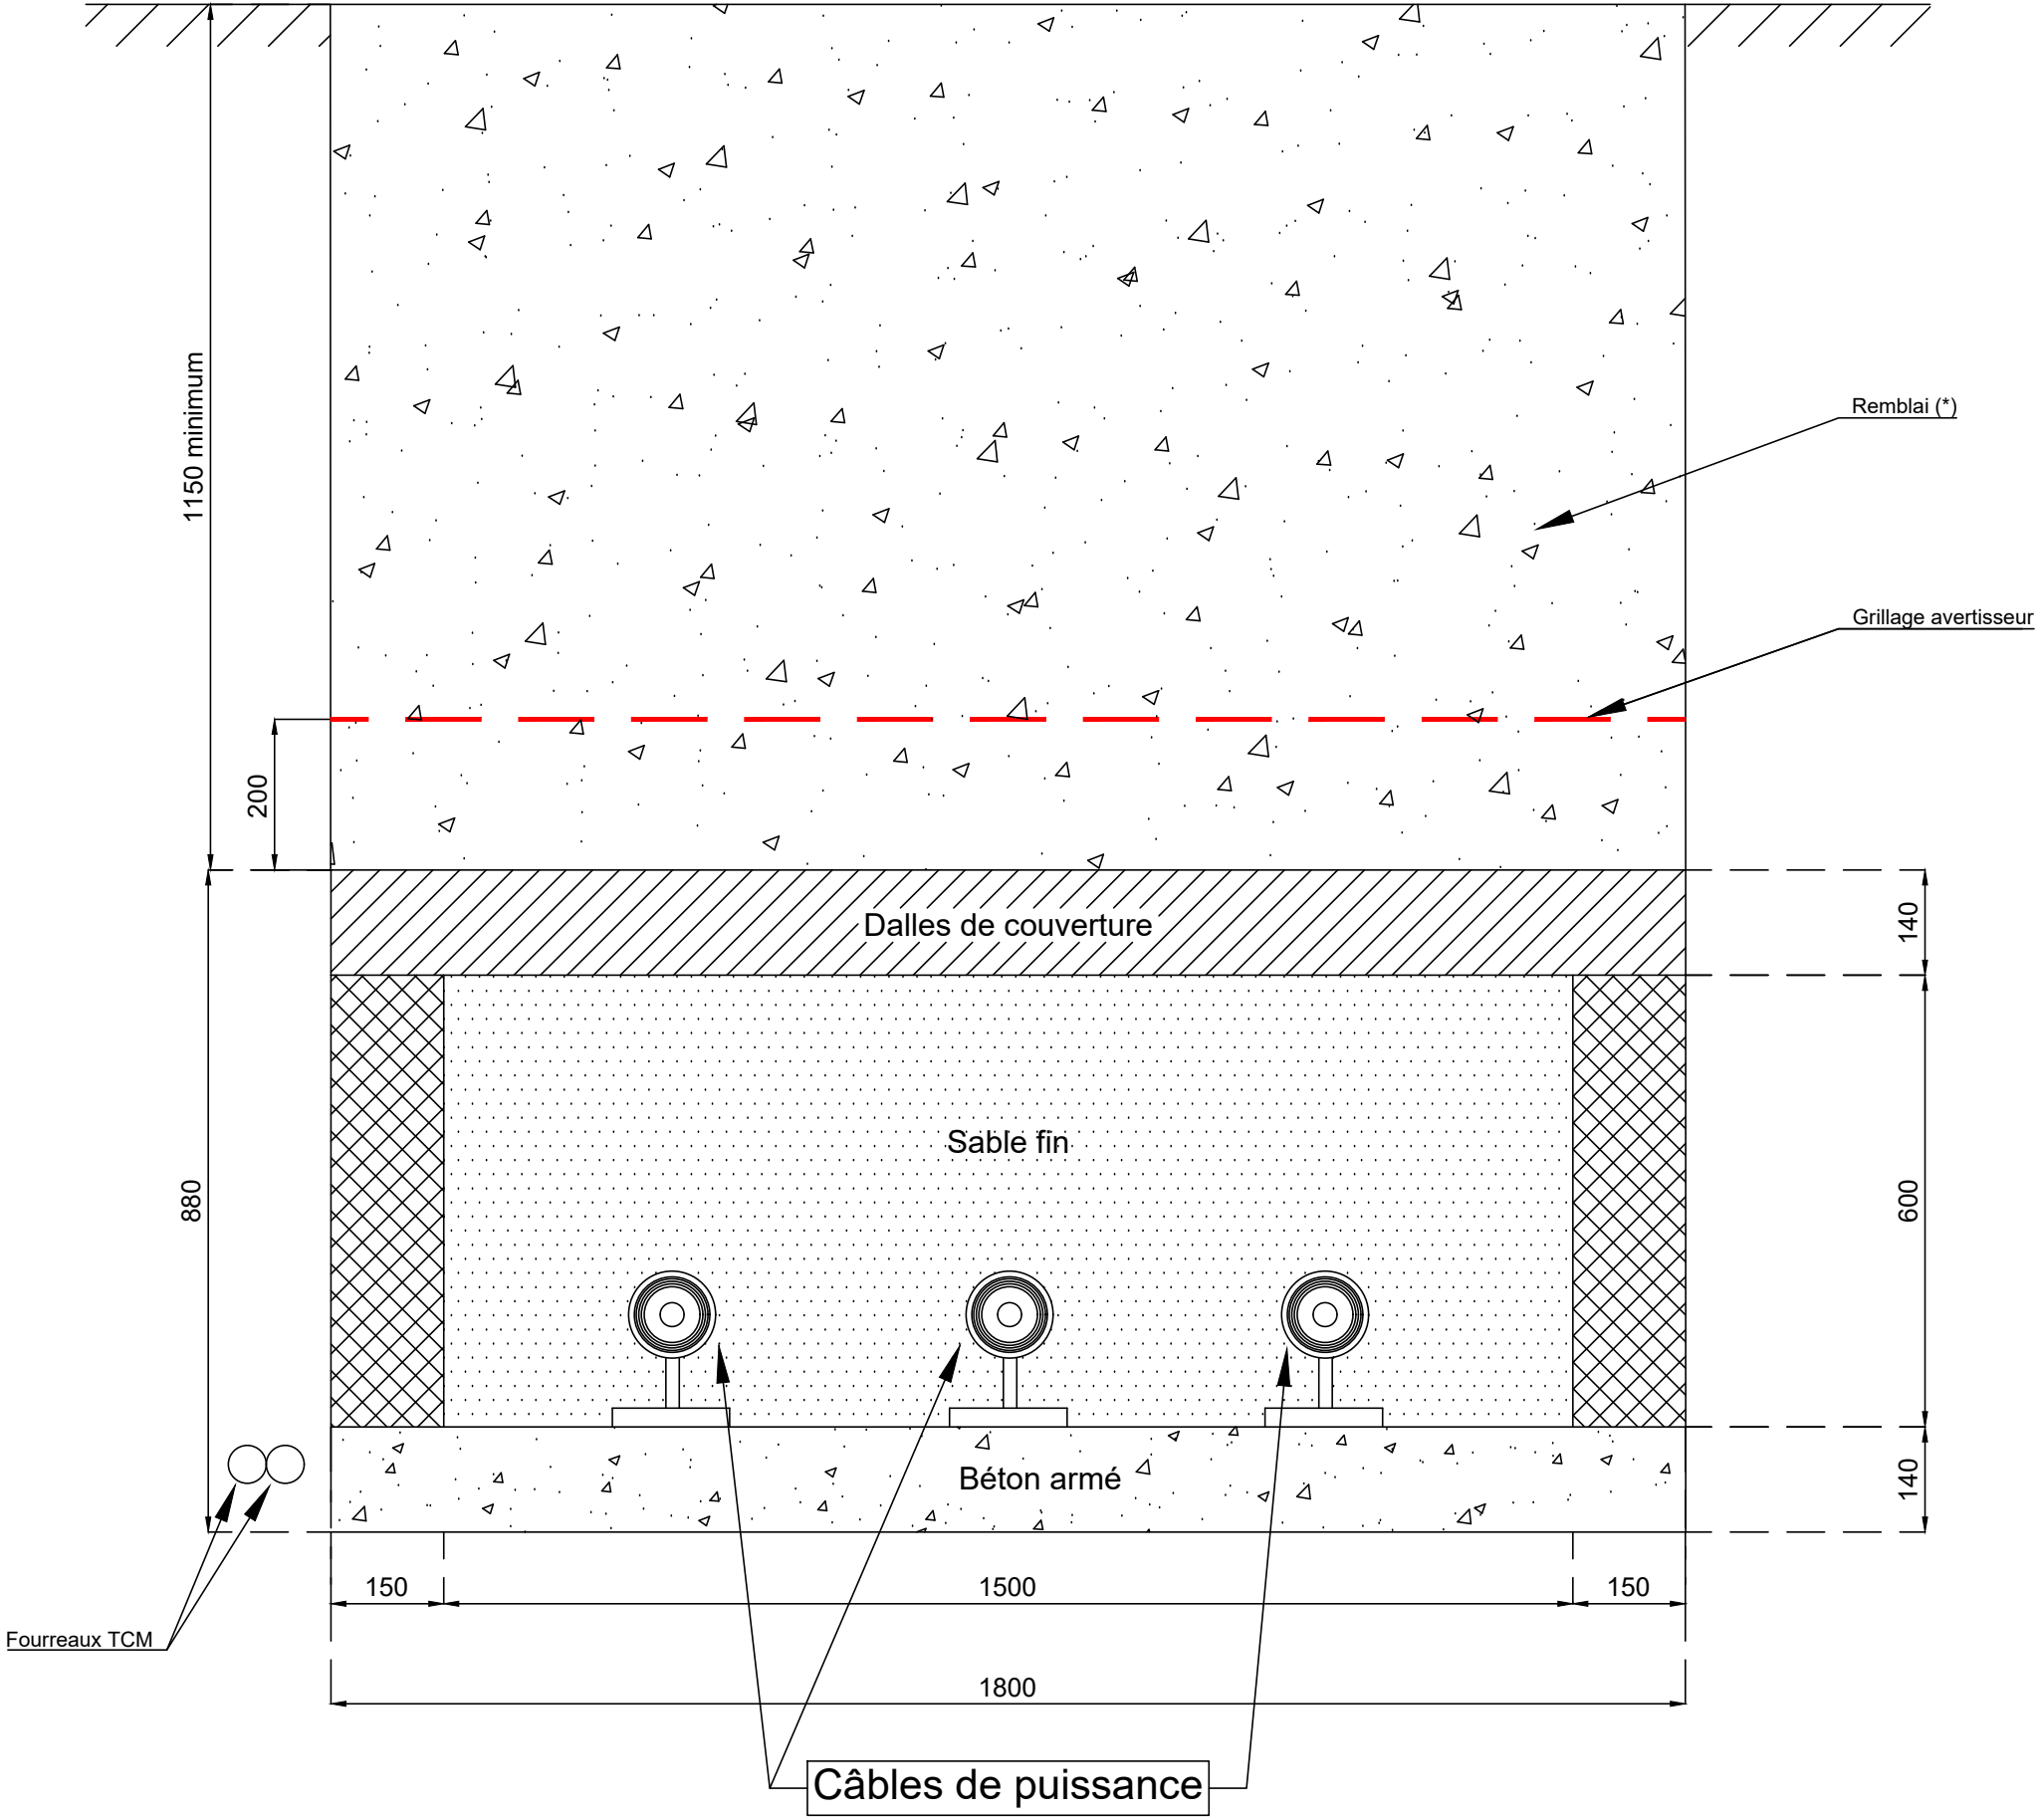 1150 minimum
Remblai (*)
Grillage avertisseur
200
Dalles de couverture
140
Sable fin
880
600
Béton armé
140
150
1500
150
Fourreaux TCM
1800
Câbles de puissance